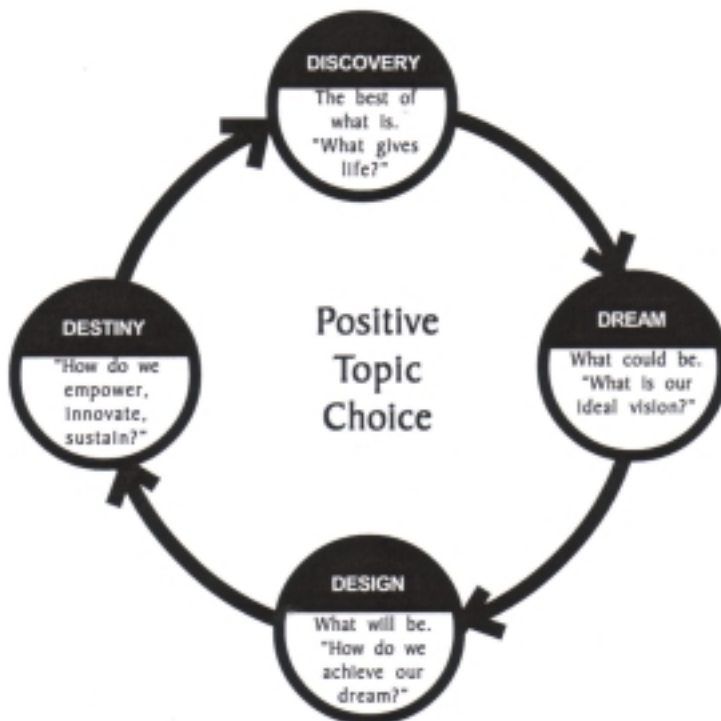 DISCOVERY
The best of
what is.
"What gives
life?"
DREAM
What could be.
"What is our
ideal vision?"
DESIGN
What will be.
"How do we
achieve our
dream?"
DESTINY
"How do we
empower,
innovate,
sustain?"
Positive
Topic
Choice